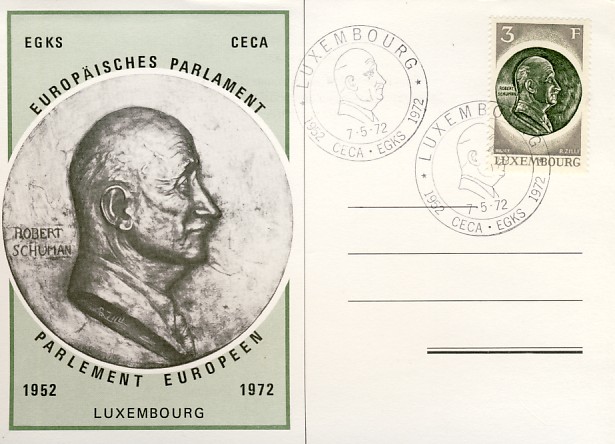 EGKS
CECA
EUROPÄISCHES PARLAMENT
ROBERT
SCHUMAN
PARLEMENT EUROPEEN
1952
1972
LUXEMBOURG
* LUXEMBOURG *
7-5-72
1952 CECA • EGKS 1972
3 F
ROBERT
SCHUMAN
LUXEMBOURG
* LUXEMBOURG
7-5-72
1952 CECA • EGKS 1972